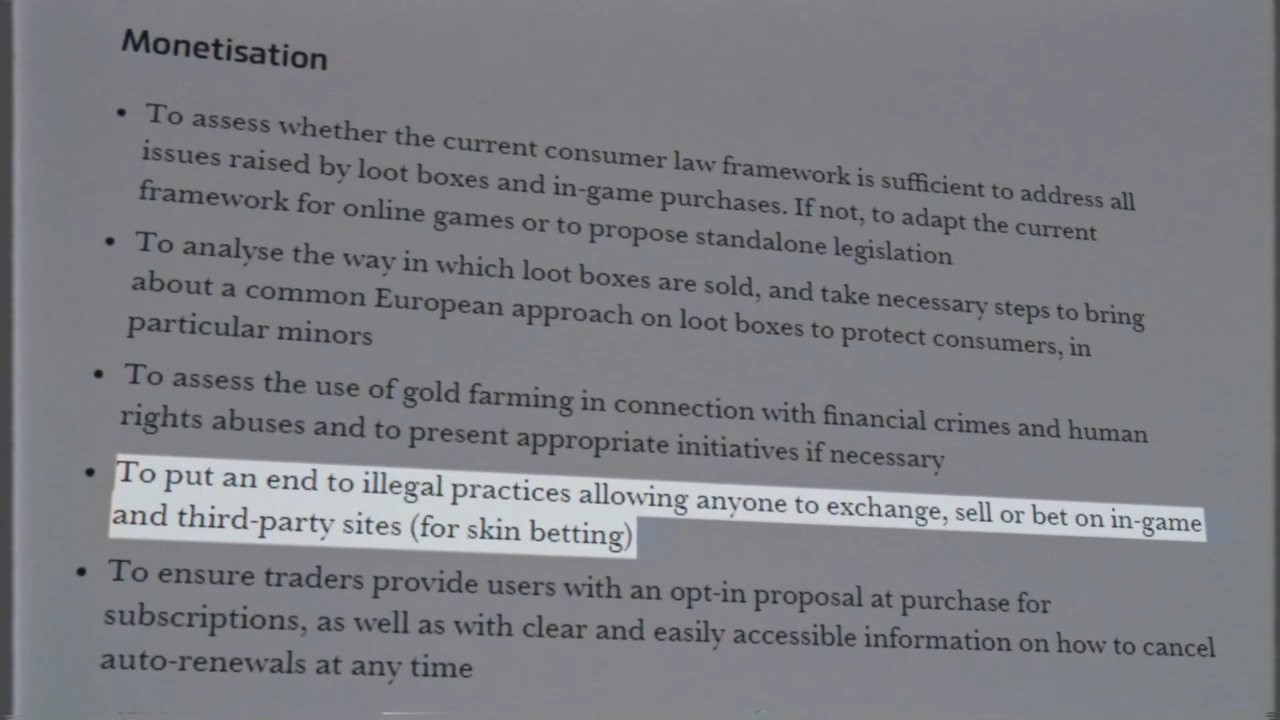 Monetisation
• To assess whether the current consumer law framework is sufficient to address all
issues raised by loot boxes and in-game purchases. If not, to adapt the current
framework for online games or to propose standalone legislation
• To analyse the way in which loot boxes are sold, and take necessary steps to bring
about a common European approach on loot boxes to protect consumers, in
particular minors
• To assess the use of gold farming in connection with financial crimes and human
rights abuses and to present appropriate initiatives if necessary
• To put an end to illegal practices allowing anyone to exchange, sell or bet on in-game
and third-party sites (for skin betting)
• To ensure traders provide users with an opt-in proposal at purchase for
subscriptions, as well as with clear and easily accessible information on how to cancel
auto-renewals at any time